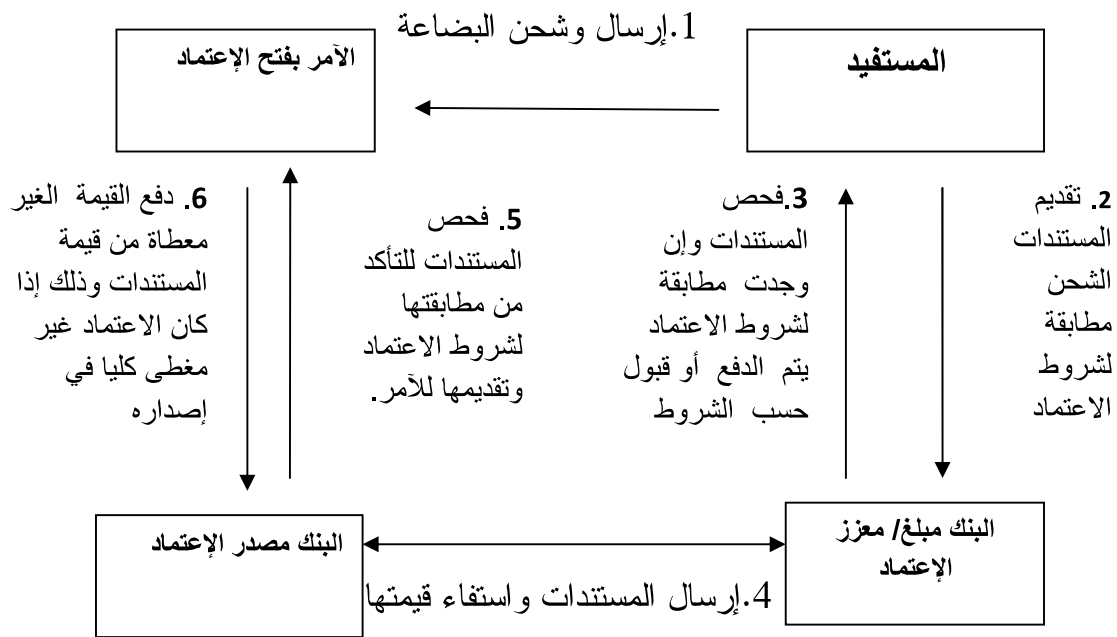 1.إرسال وشحن البضاعة
المستفيد
الآمر بفتح الإعتماد
2. تقديم
المستندات
الشحن
مطابقة
لشروط
الاعتماد
3.فحص
المستندات وإن
وجدت مطابقة
لشروط الاعتماد
يتم الدفع أو قبول
حسب الشروط
5. فحص
المستندات للتأكد
من مطابقتها
لشروط الاعتماد
وتقديمها للآمر.
6. دفع القيمة الغير
معطاة من قيمة
المستندات وذلك إذا
كان الاعتماد غير
مغطى كليا في
إصداره
البنك مبلغ/ معزز
الإعتماد
البنك مصدر الإعتماد
4.إرسال المستندات واستفاء قيمتها